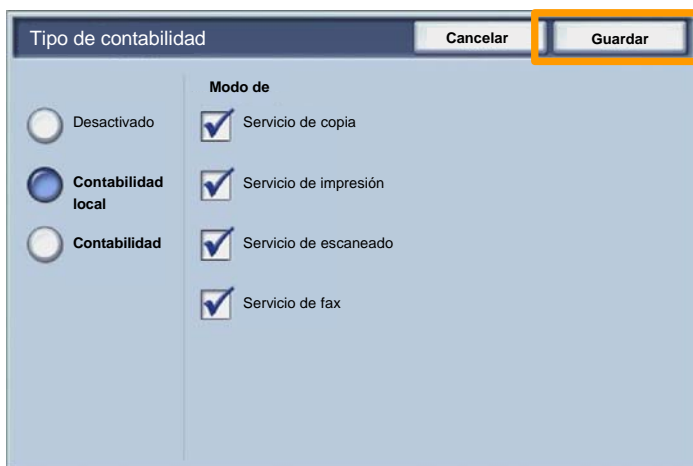 Tipo de contabilidad
Cancelar
Guardar
Desactivado
Contabilidad
local
Contabilidad
Modo de
Servicio de copia
Servicio de impresión
Servicio de escaneado
Servicio de fax